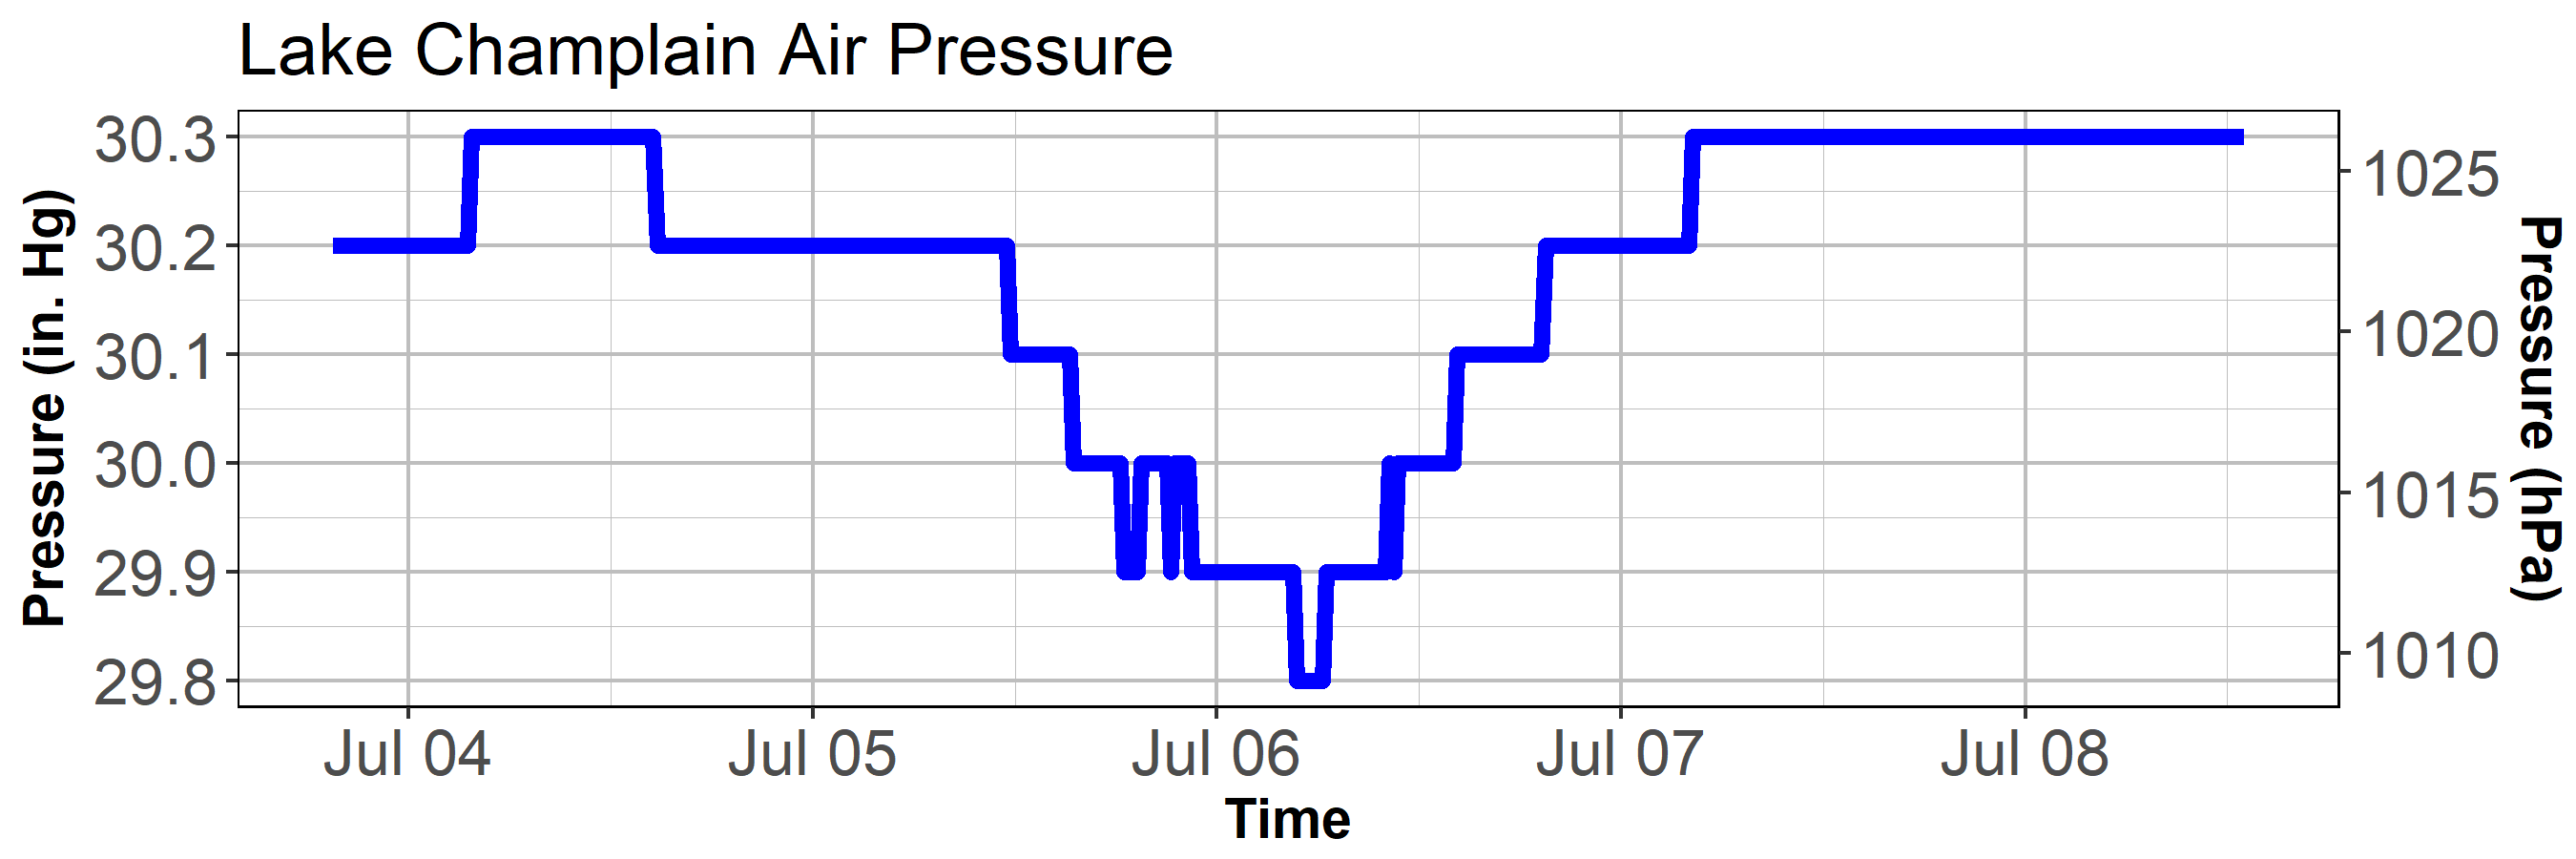 Lake Champlain Air Pressure
Pressure (in. Hg)
30.3
30.2
30.1
30.0
29.9
29.8
1025
1020
1015
1010
Pressure (hPa)
Jul 04 Jul 05 Jul 06 Jul 07 Jul 08
Time